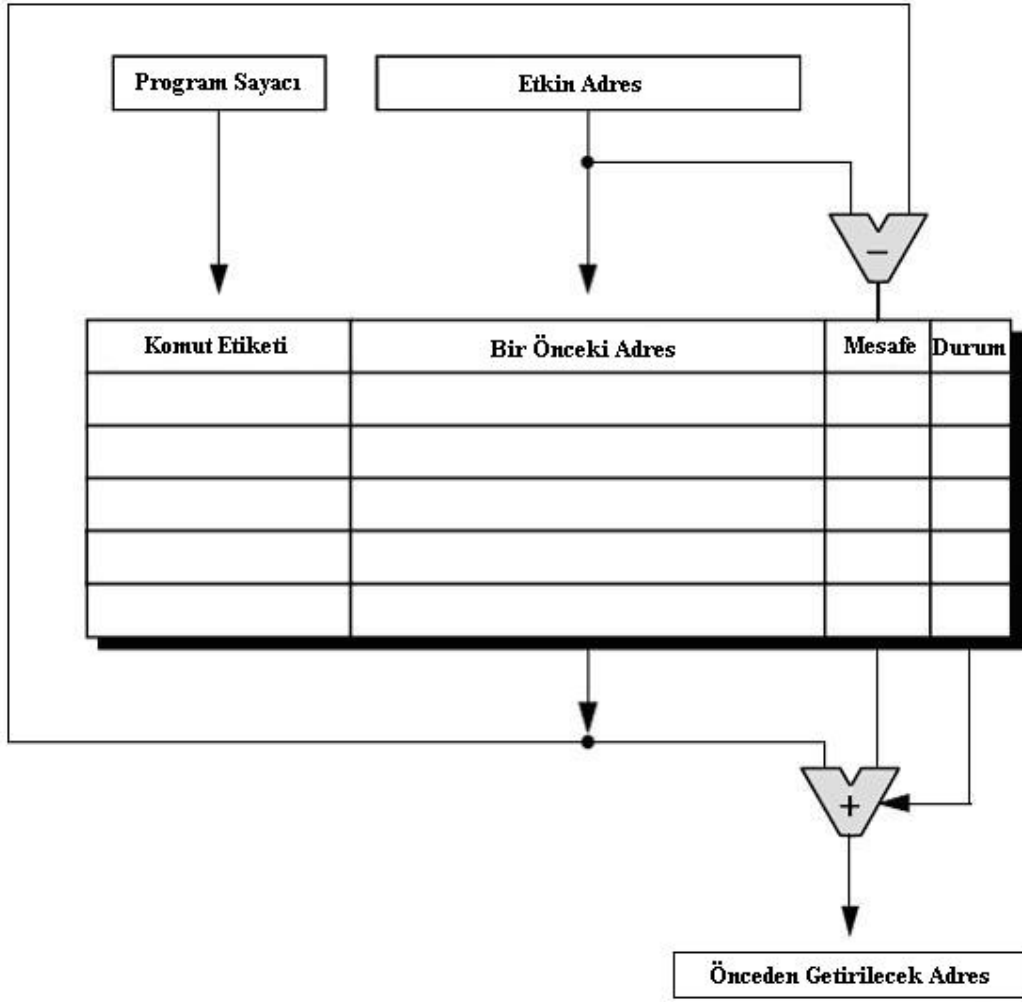 Program Sayacı
Etkin Adres
−
Komut Etiketi
Bir Önceki Adres
Mesafe
Durum
+
Önceden Getirilecek Adres